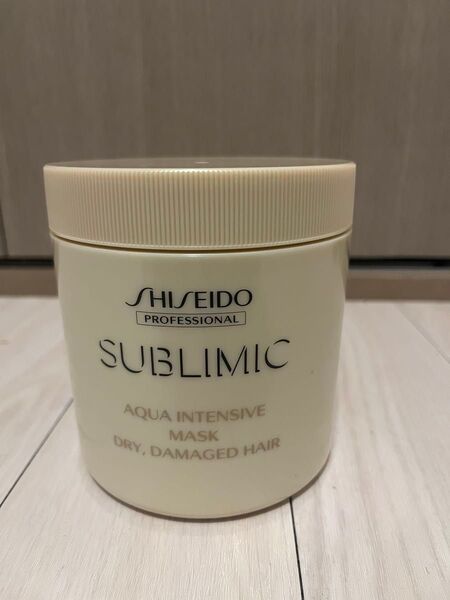 SHISEIDO
PROFESSIONAL
SUBLIMIC
AQUA INTENSIVE
MASK
DRY, DAMAGED HAIR